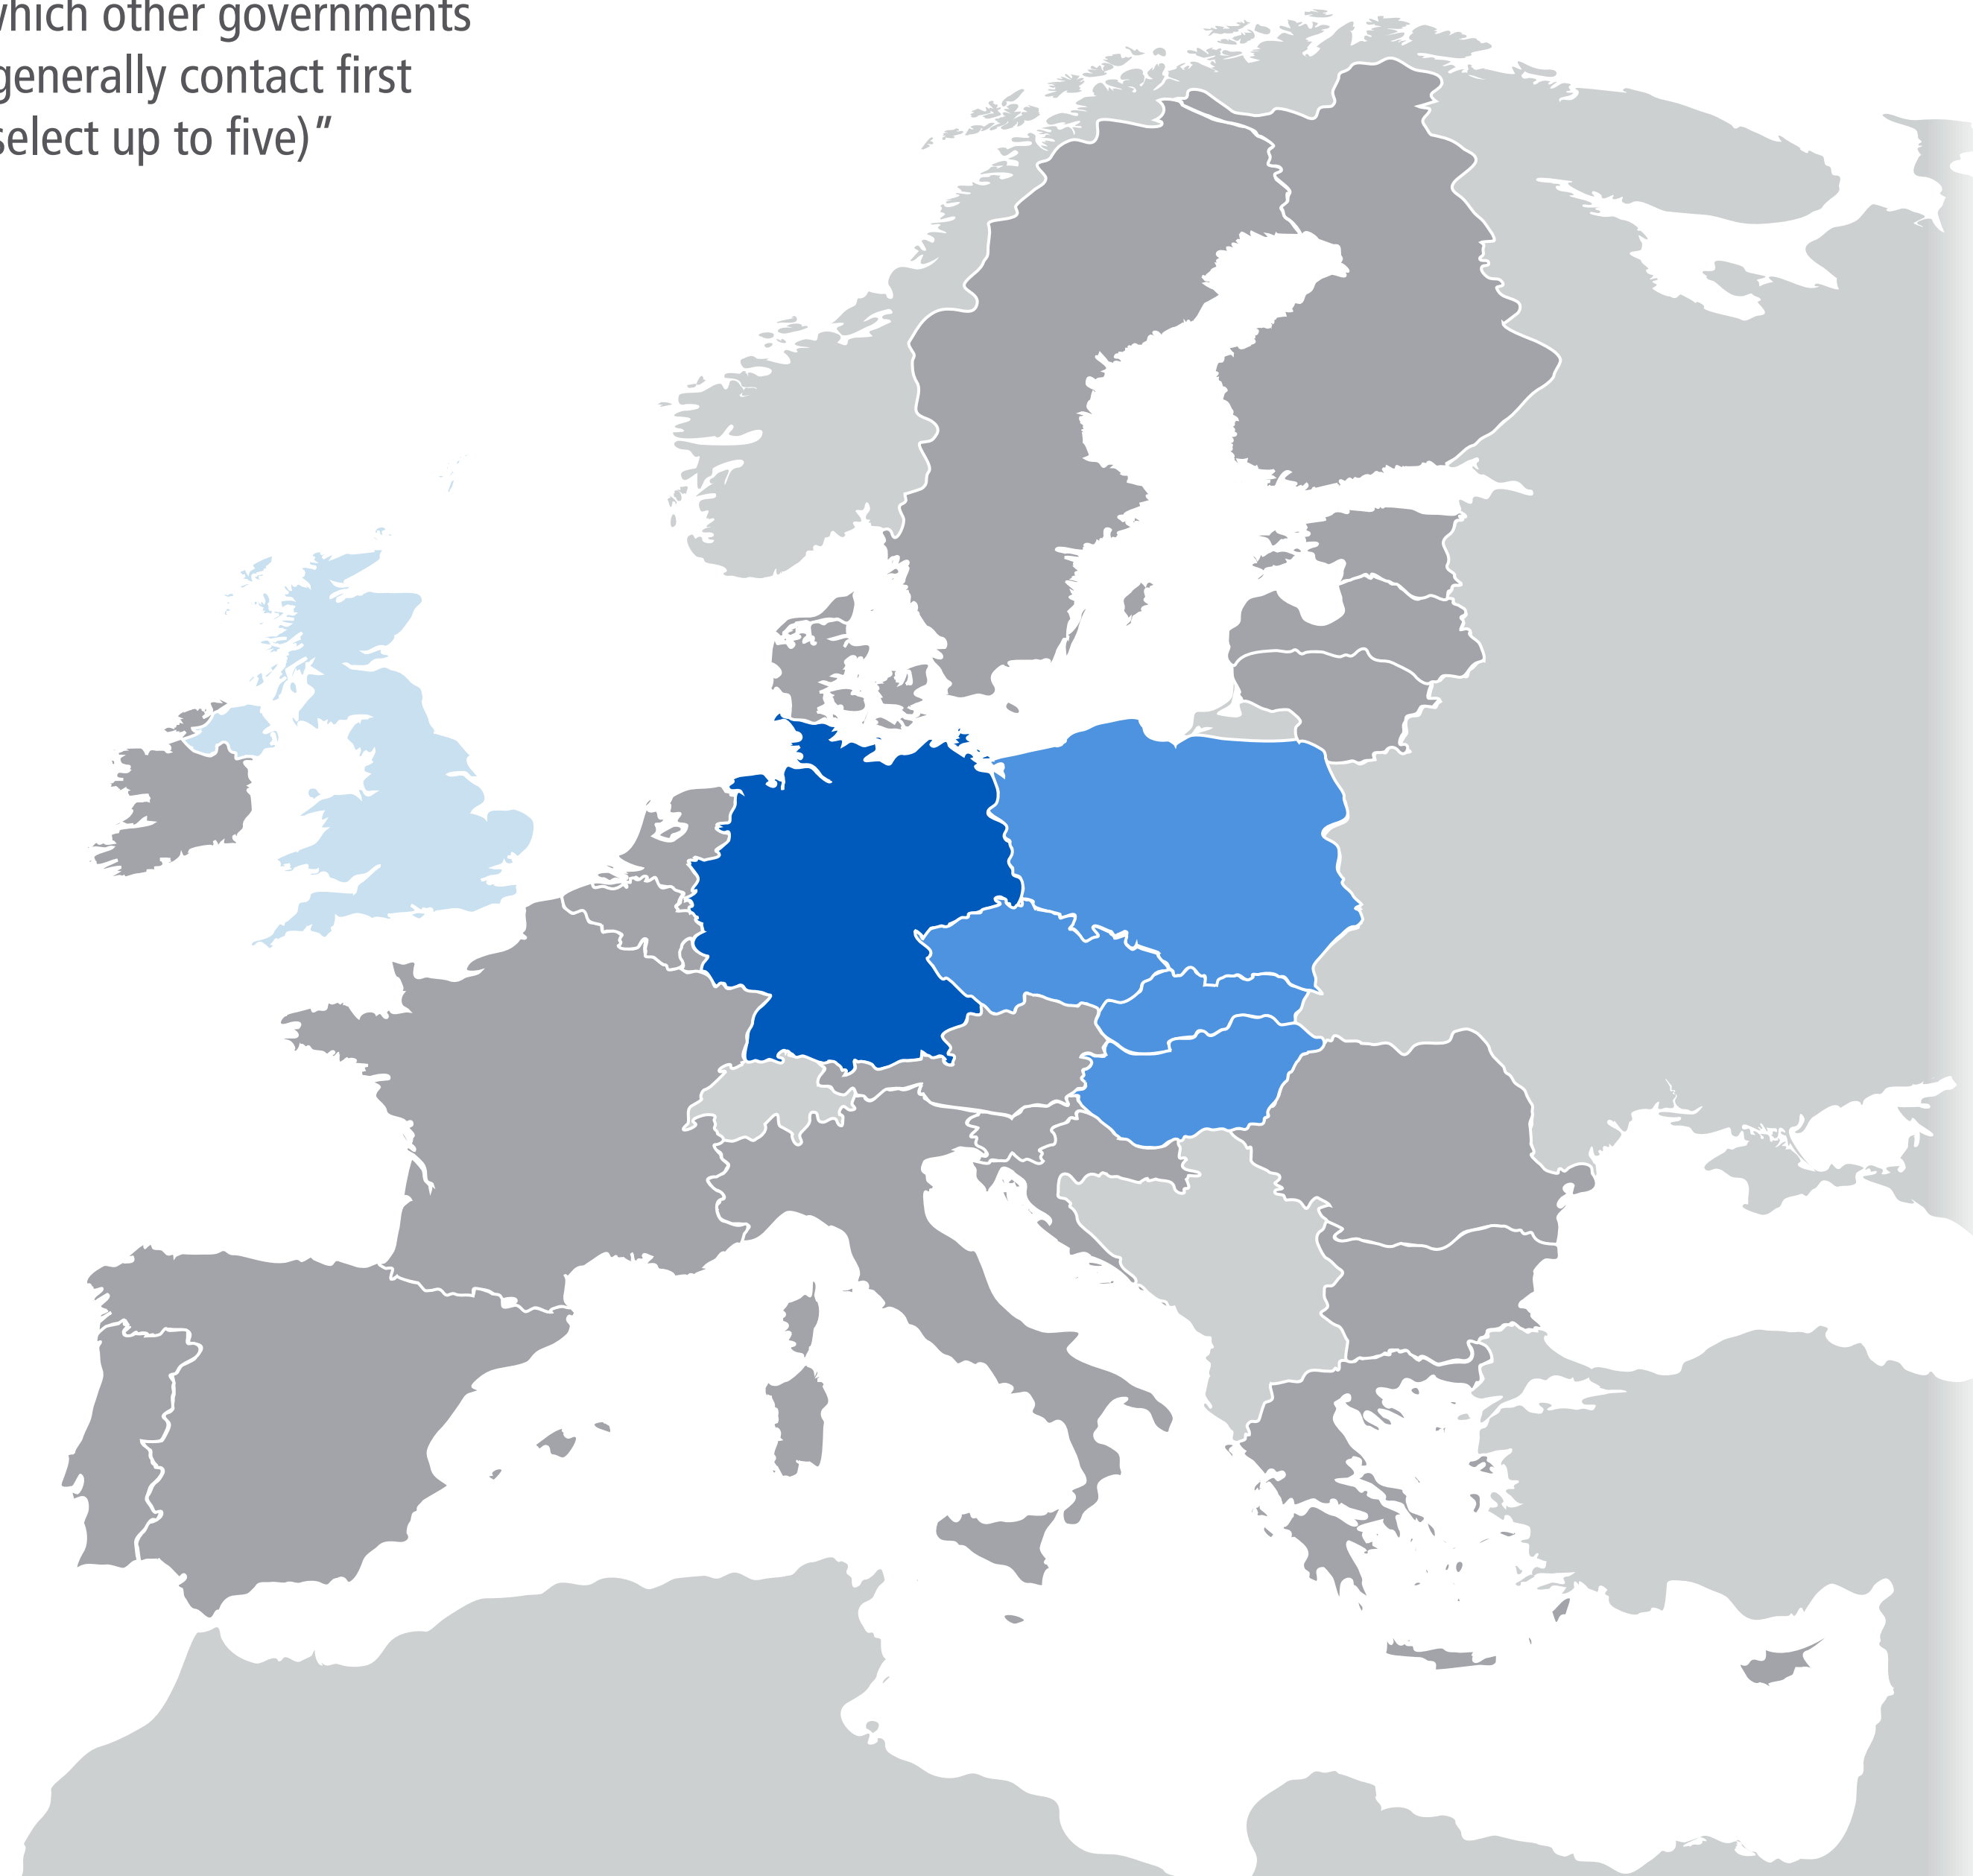 which other governments
generally contact first
select up to five)”